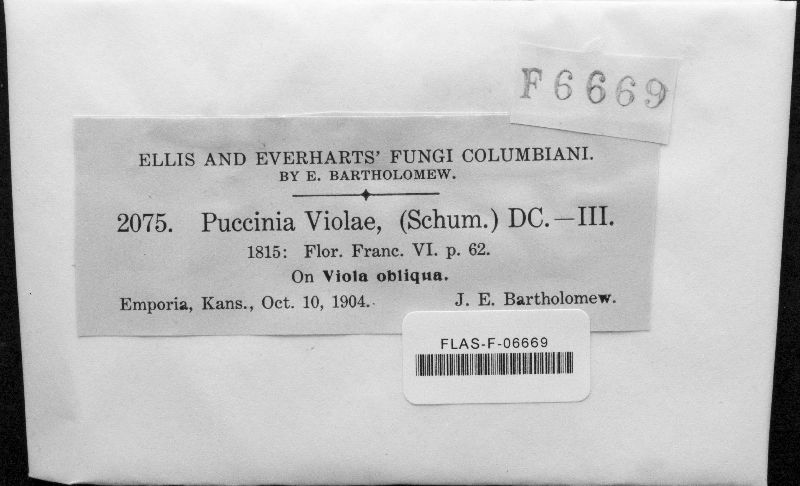 F6669
ELLIS AND EVERHARTS' FUNGI COLUMBIANI.
BY E. BARTHOLOMEW.
2075. Puccinia Violae, (Schum.) DC.—III.
1815: Flor. Franc. VI. p. 62.
On Viola obliqua.
Emporia, Kans., Oct. 10, 1904. J. E. Bartholomew.
FLAS-F-06669